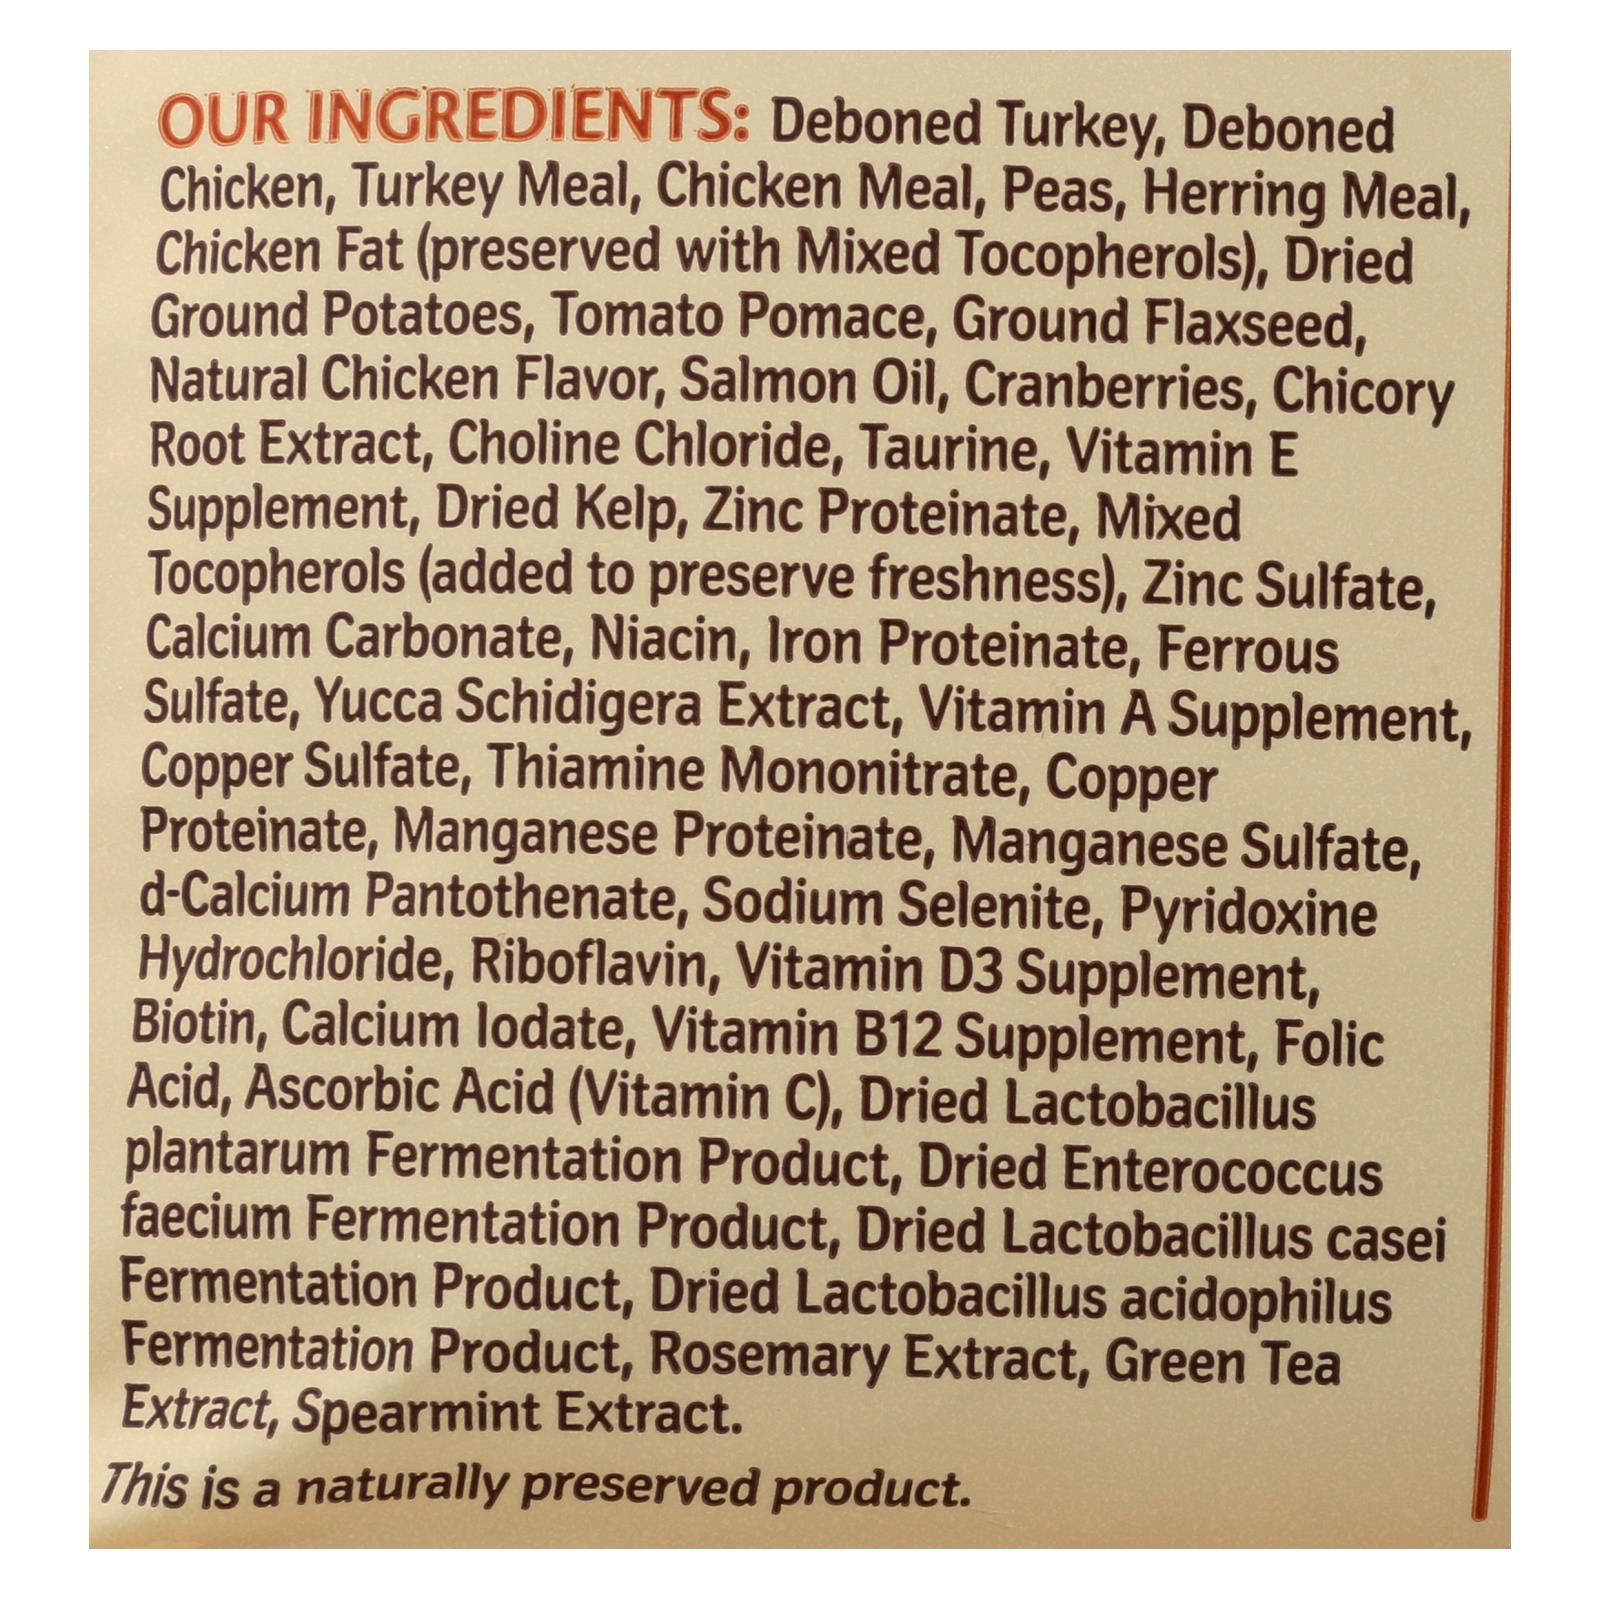 OUR INGREDIENTS: Deboned Turkey, Deboned
Chicken, Turkey Meal, Chicken Meal, Peas, Herring Meal,
Chicken Fat (preserved with Mixed Tocopherols), Dried
Ground Potatoes, Tomato Pomace, Ground Flaxseed,
Natural Chicken Flavor, Salmon Oil, Cranberries, Chicory
Root Extract, Choline Chloride, Taurine, Vitamin E
Supplement, Dried Kelp, Zinc Proteinate, Mixed
Tocopherols (added to preserve freshness), Zinc Sulfate,
Calcium Carbonate, Niacin, Iron Proteinate, Ferrous
Sulfate, Yucca Schidigera Extract, Vitamin A Supplement,
Copper Sulfate, Thiamine Mononitrate, Copper
Proteinate, Manganese Proteinate, Manganese Sulfate,
d-Calcium Pantothenate, Sodium Selenite, Pyridoxine
Hydrochloride, Riboflavin, Vitamin D3 Supplement,
Biotin, Calcium Iodate, Vitamin B12 Supplement, Folic
Acid, Ascorbic Acid (Vitamin C), Dried Lactobacillus
plantarum Fermentation Product, Dried Enterococcus
faecium Fermentation Product, Dried Lactobacillus casei
Fermentation Product, Dried Lactobacillus acidophilus
Fermentation Product, Rosemary Extract, Green Tea
Extract, Spearmint Extract.
This is a naturally preserved product.